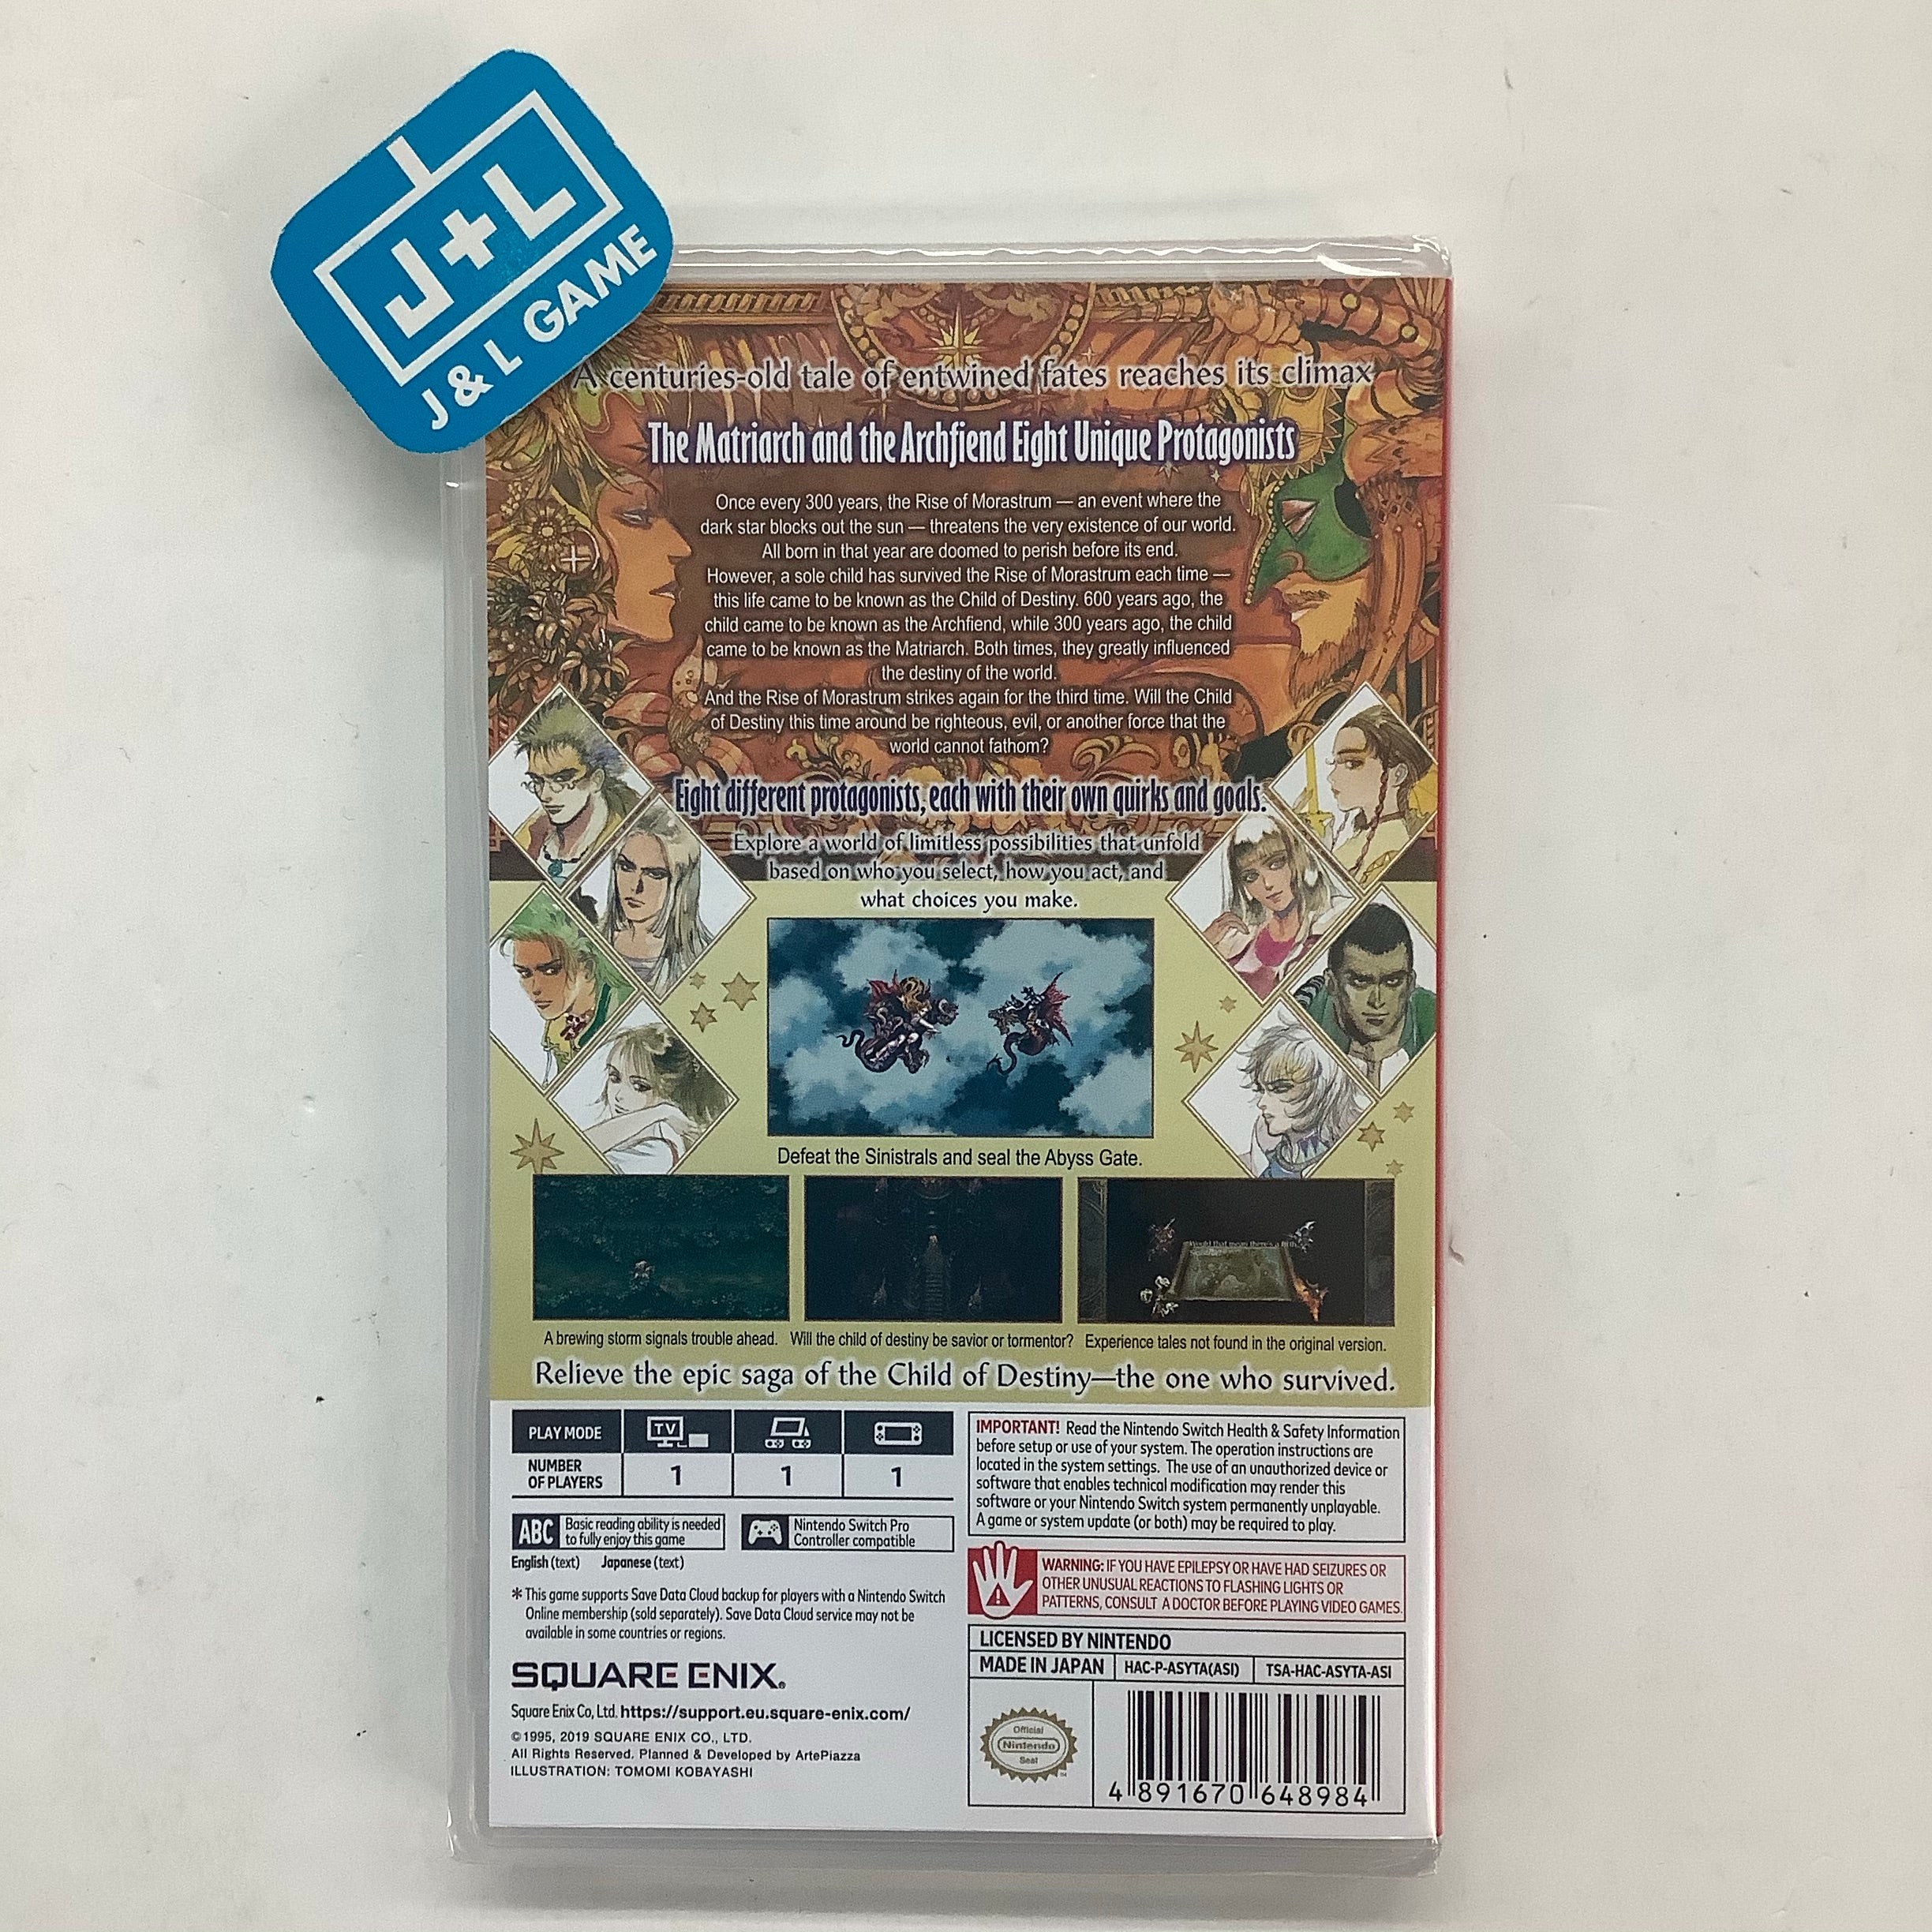 J+L
J & L GAME
A centuries-old tale of entwined fates reaches its climax
The Matriarch and the Archfiend Eight Unique Protagonists
Once every 300 years, the Rise of Morastrum — an event where the
dark star blocks out the sun — threatens the very existence of our world.
All born in that year are doomed to perish before its end.
However, a sole child has survived the Rise of Morastrum each time —
this life came to be known as the Child of Destiny. 600 years ago, the
child came to be known as the Archfiend, while 300 years ago, the child
came to be known as the Matriarch. Both times, they greatly influenced
the destiny of the world.
And the Rise of Morastrum strikes again for the third time. Will the Child
of Destiny this time around be righteous, evil, or another force that the
world cannot fathom?
Eight different protagonists, each with their own quirks and goals.
Explore a world of limitless possibilities that unfold
based on who you select, how you act, and
what choices you make.
Defeat the Sinistrals and seal the Abyss Gate.
Would that mean there's a fifth
A brewing storm signals trouble ahead. Will the child of destiny be savior or tormentor? Experience tales not found in the original version.
Relieve the epic saga of the Child of Destiny—the one who survived.
PLAY MODE TV
NUMBER
OF PLAYERS 1 1 1
ABC Basic reading ability is needed
to fully enjoy this game
Nintendo Switch Pro
Controller compatible
English (text) Japanese (text)
* This game supports Save Data Cloud backup for players with a Nintendo Switch
Online membership (sold separately). Save Data Cloud service may not be
available in some countries or regions.
SQUARE ENIX.
Square Enix Co, Ltd. https://support.eu.square-enix.com/
©1995, 2019 SQUARE ENIX CO., LTD.
All Rights Reserved. Planned & Developed by ArtePiazza
ILLUSTRATION: TOMOMI KOBAYASHI
IMPORTANT! Read the Nintendo Switch Health & Safety Information
before setup or use of your system. The operation instructions are
located in the system settings. The use of an unauthorized device or
software that enables technical modification may render this
software or your Nintendo Switch system permanently unplayable.
A game or system update (or both) may be required to play.
WARNING: IF YOU HAVE EPILEPSY OR HAVE HAD SEIZURES OR
OTHER UNUSUAL REACTIONS TO FLASHING LIGHTS OR
PATTERNS, CONSULT A DOCTOR BEFORE PLAYING VIDEO GAMES.
LICENSED BY NINTENDO
MADE IN JAPAN HAC-P-ASYTA(ASI) TSA-HAC-ASYTA-ASI
Official
Nintendo
Seal
4 891670 648984